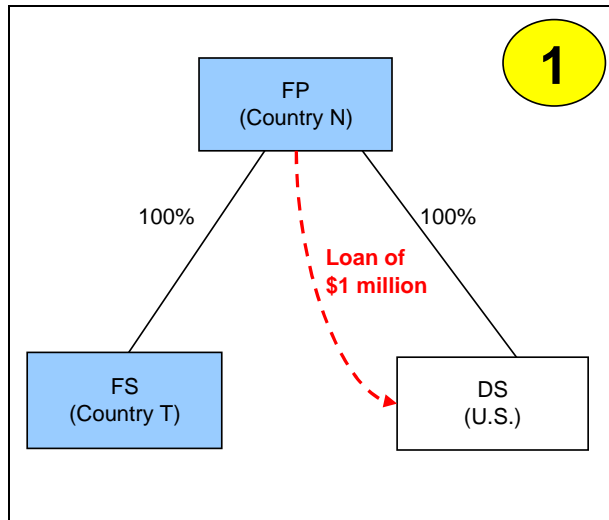 1
FP
(Country N)
100%
100%
Loan of
$1 million
FS
(Country T)
DS
(U.S.)